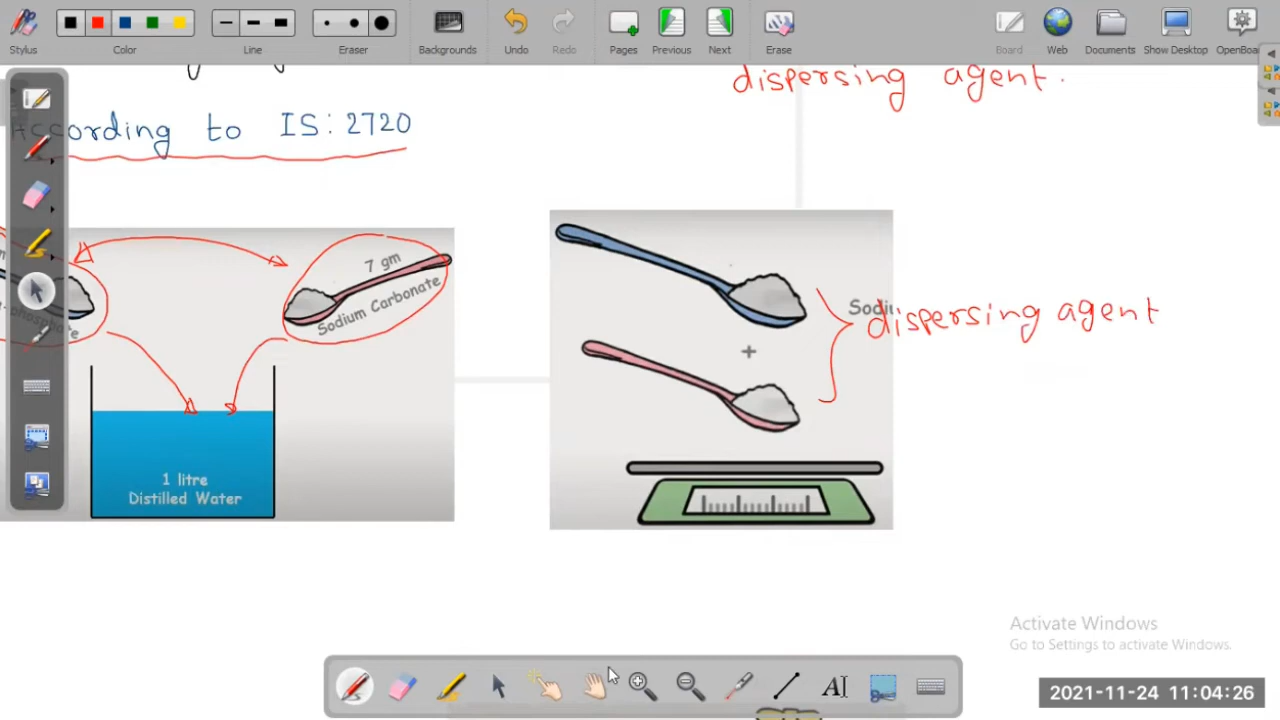 Stylus
Color
Line
Eraser
Backgrounds
Undo
Redo
Pages
Previous
Next
Erase
Board
Web
Documents
Show Desktop
OpenBoa
dispersing agent.
According to IS: 2720
7 gm
Sodium Carbonate
1 litre
Distilled Water
+
Sodiu
dispersing agent
Activate Windows
Go to Settings to activate Windows.
2021-11-24 11:04:26